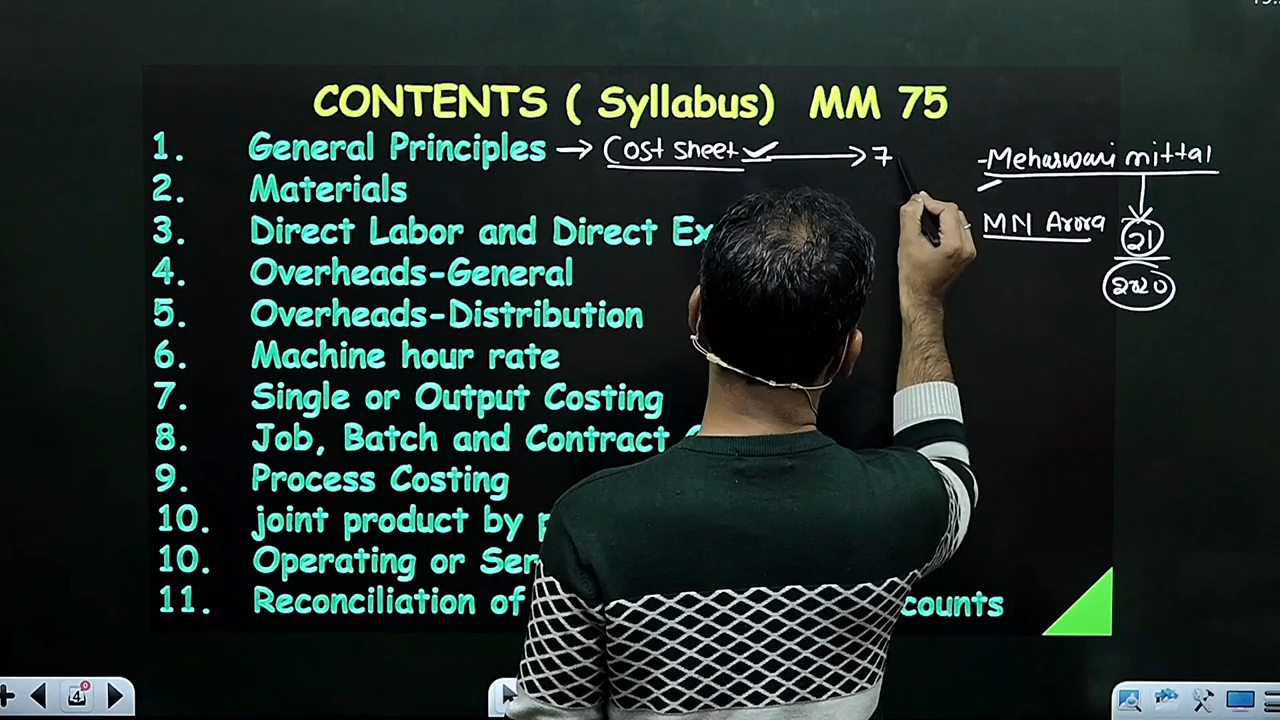 CONTENTS ( Syllabus) MM 75
1. General Principles → Cost sheet ✓ → 7
2. Materials
3. Direct Labor and Direct Ex
4. Overheads-General
5. Overheads-Distribution
6. Machine hour rate
7. Single or Output Costing
8. Job, Batch and Contract
9. Process Costing
10. joint product by p
10. Operating or Ser
11. Reconciliation of counts
-Meharwari mittal
MN Arora
21
2020
4